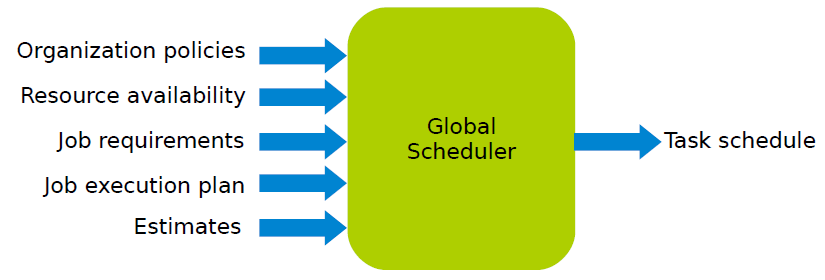 Organization policies
Resource availability
Job requirements
Job execution plan
Estimates
Global
Scheduler
Task schedule